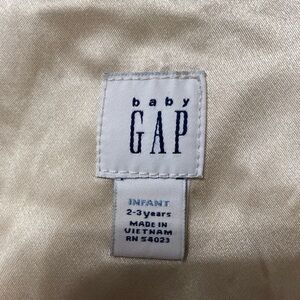 baby
GAP
INFANT
2-3 years
MADE IN
VIETNAM
RN 54023